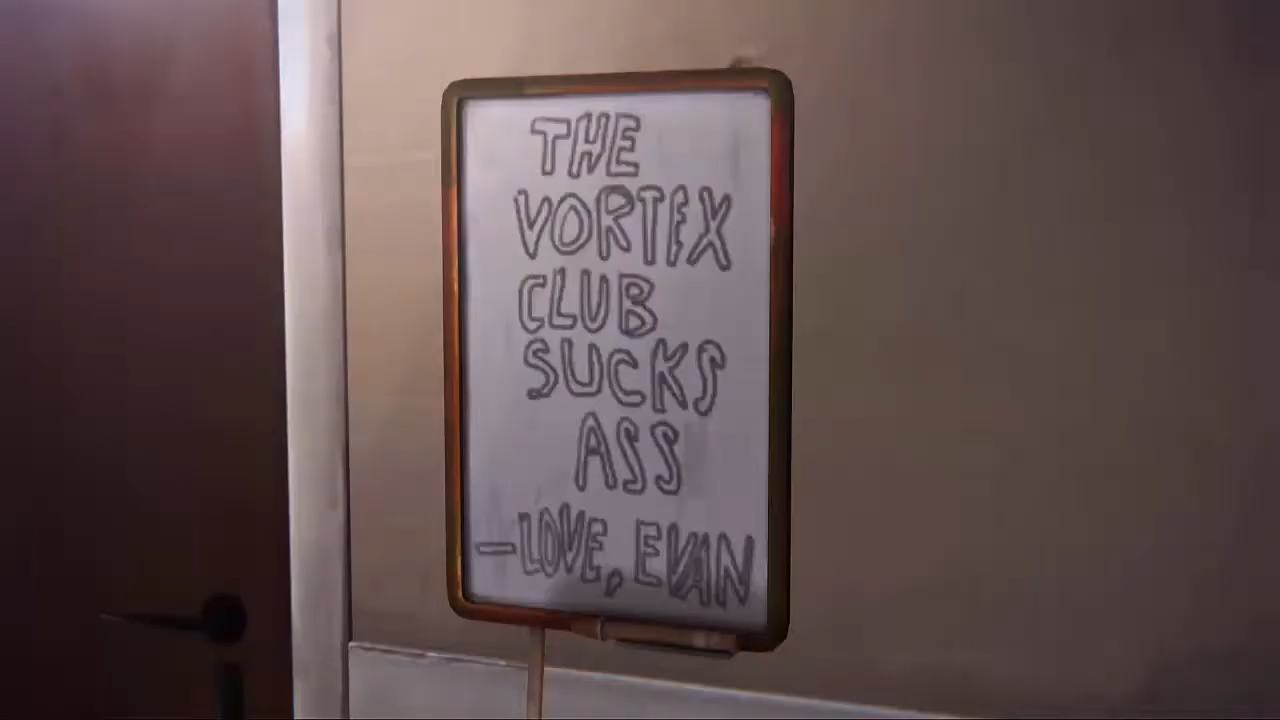 THE
VORTEX
CLUB
SUCKS
ASS
—LOVE, EVAN